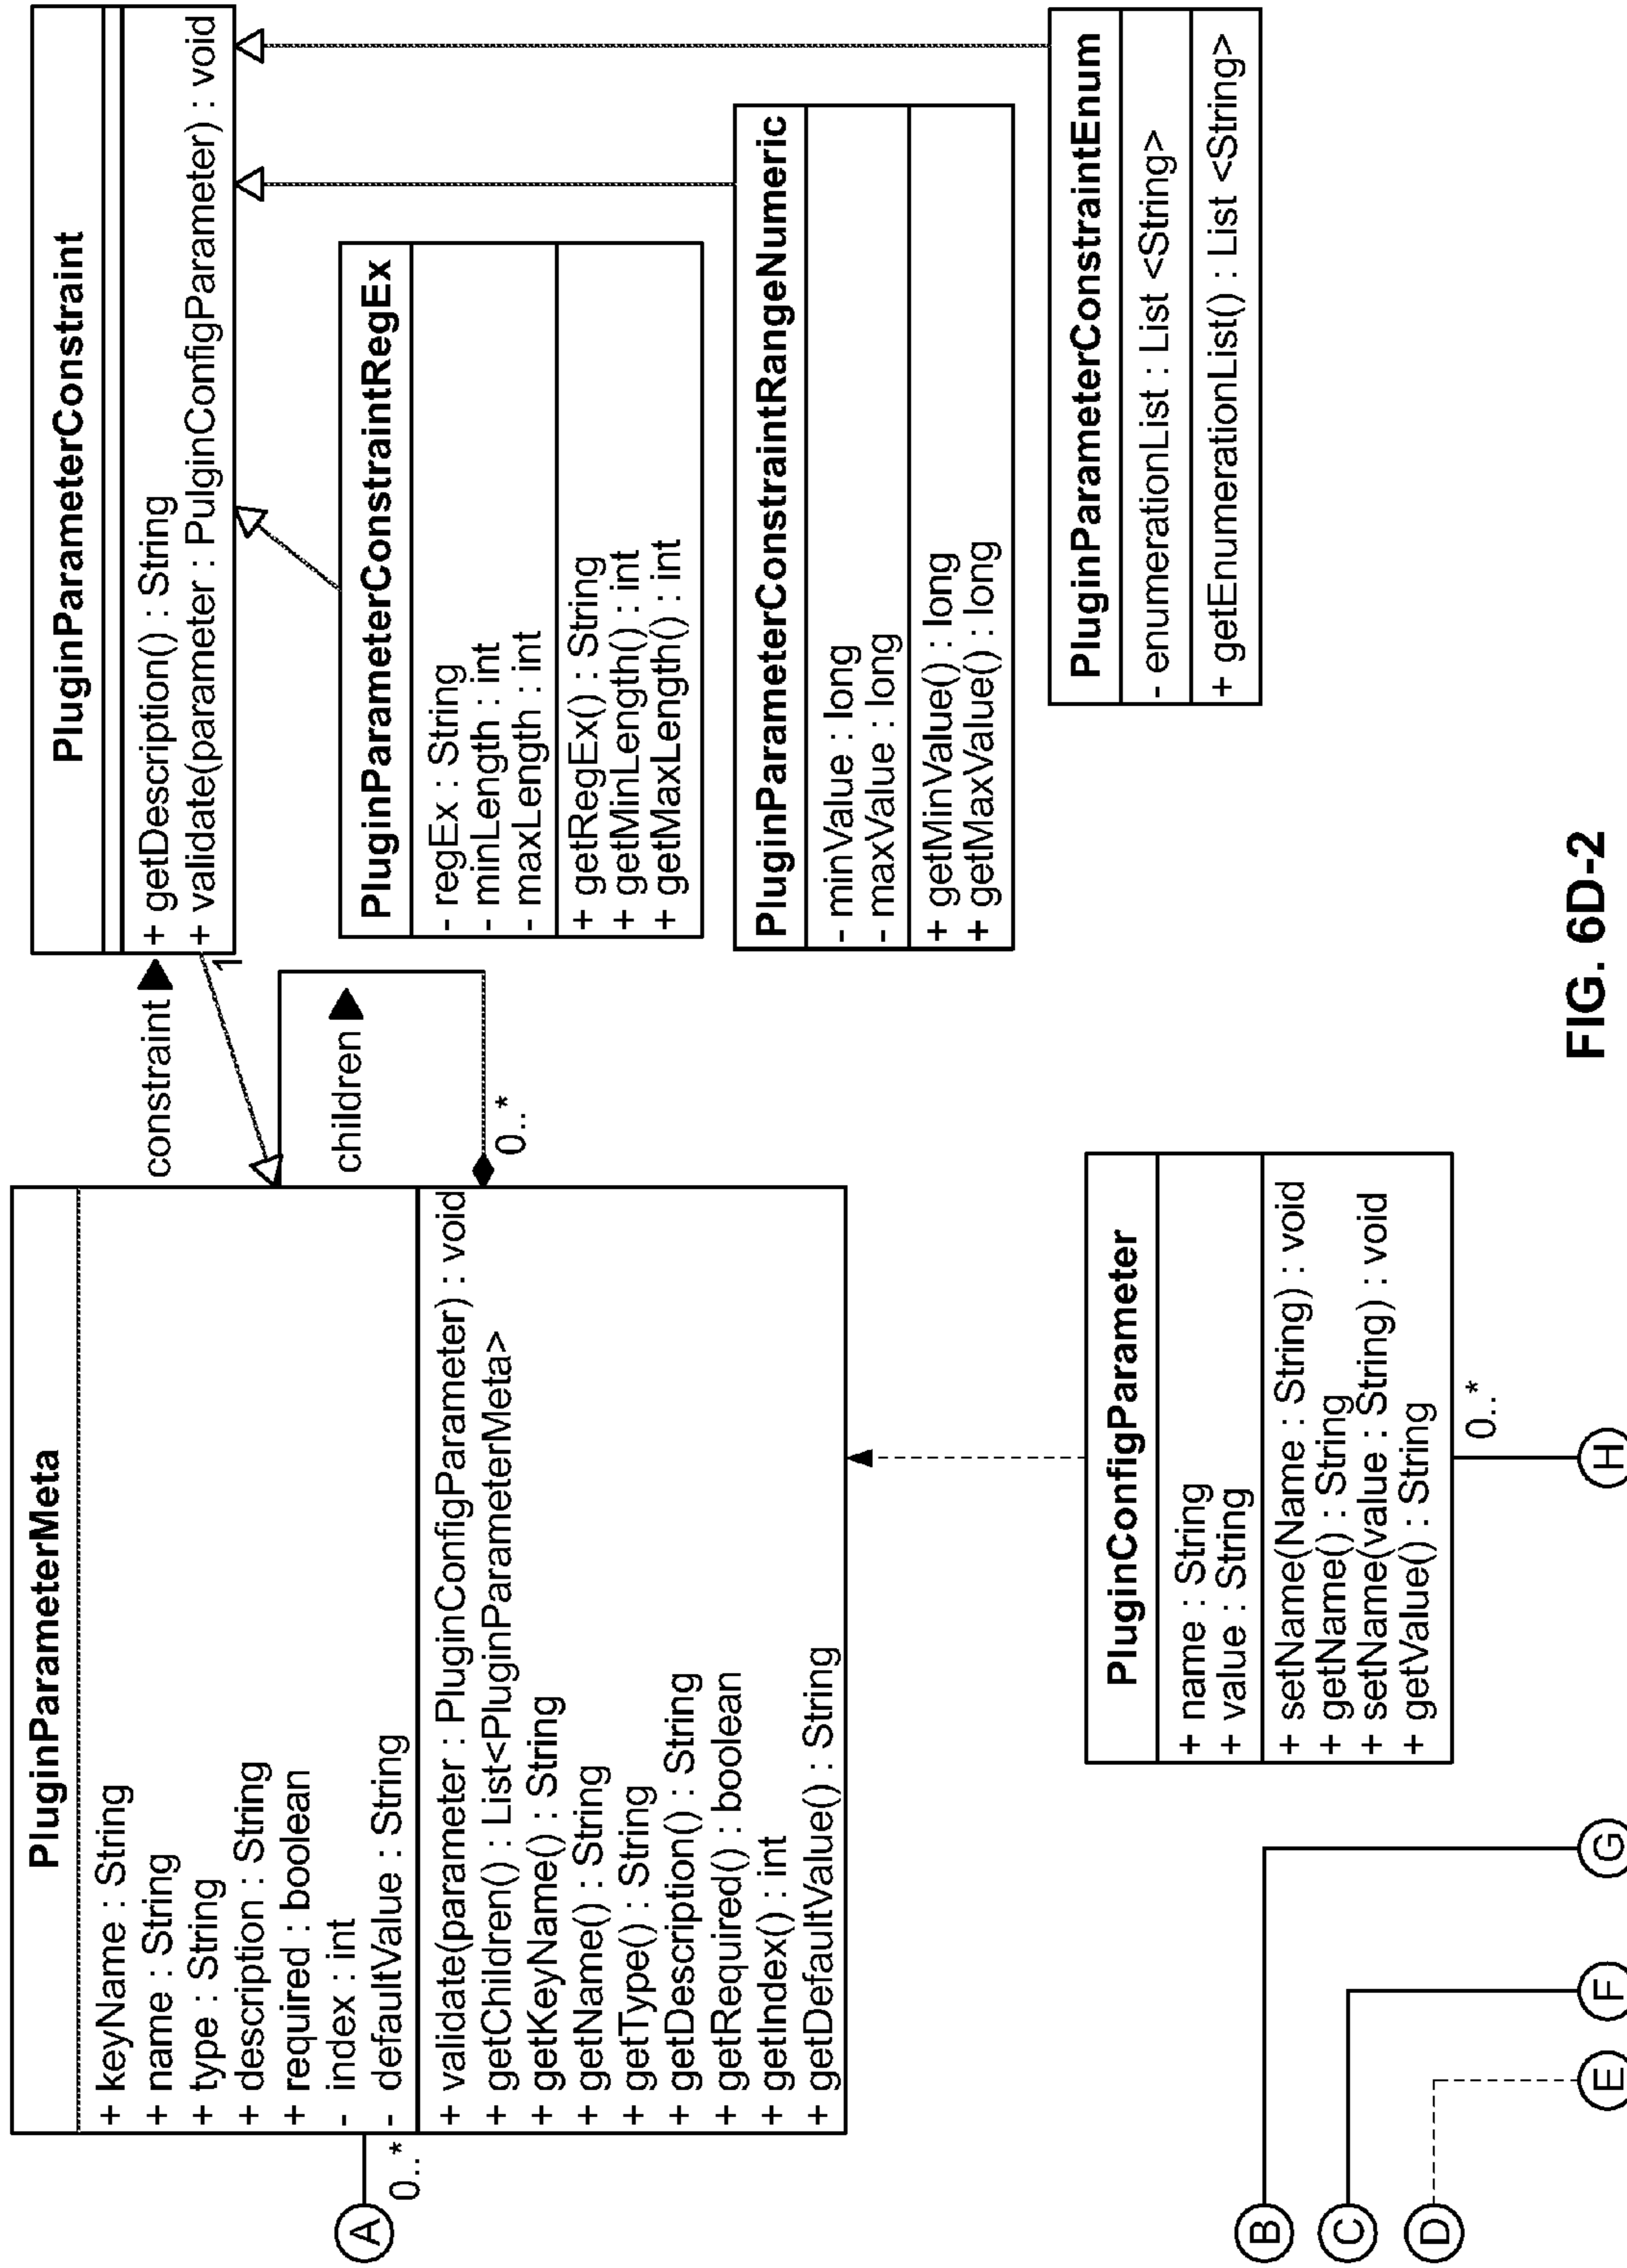 PluginParameterMeta
+ keyName : String
+ name : String
+ type : String
+ description : String
+ required : boolean
- index : int
- defaultValue : String
+ validate(parameter : PluginConfigParameter) : void
+ getChildren() : List<PluginParameterMeta>
+ getKeyName() : String
+ getName() : String
+ getType() : String
+ getDescription() : String
+ getRequired() : boolean
+ getIndex() : int
+ getDefaultValue() : String
A
0..*
constraint
1
children
0..*
PluginParameterConstraint
+ getDescription() : String
+ validate(parameter : PulginConfigParameter) : void
PluginParameterConstraintRegEx
- regEx : String
- minLength : int
- maxLength : int
+ getRegEx() : String
+ getMinLength() : int
+ getMaxLength() : int
PluginParameterConstraintRangeNumeric
- minValue : long
- maxValue : long
+ getMinValue() : long
+ getMaxValue() : long
PluginParameterConstraintEnum
- enumerationList : List <String>
+ getEnumerationList() : List <String>
PluginConfigParameter
+ name : String
+ value : String
+ setName(Name : String) : void
+ getName() : String
+ setName(value : String) : void
+ getValue() : String
0..*
B
C
D
E
F
G
H
FIG. 6D-2